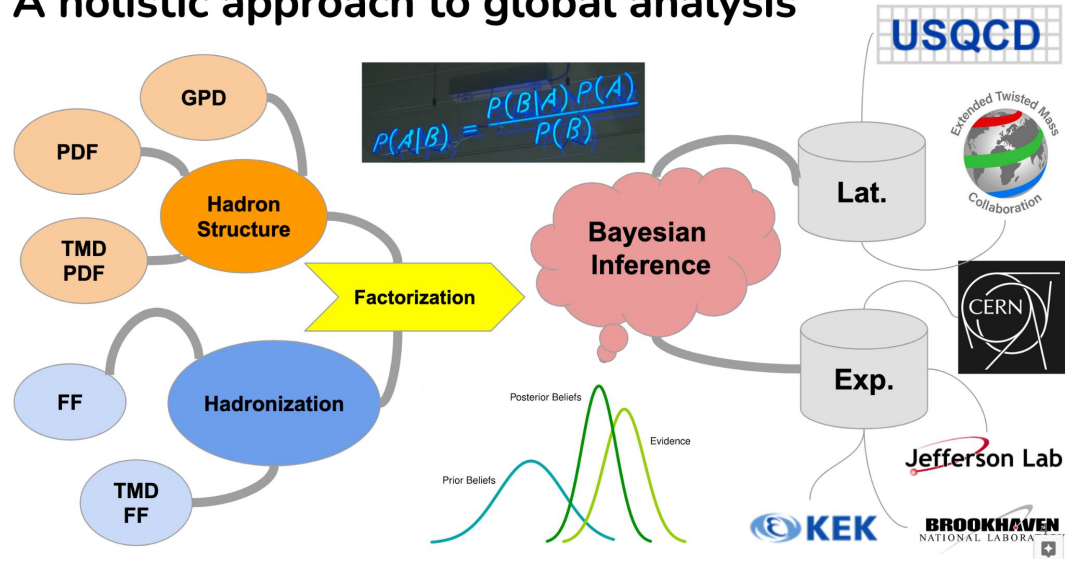 A holistic approach to global analysis
USQCD
GPD
P(A|B) = P(B|A) P(A)
P(B)
Extended Twisted Mass
Collaboration
PDF
Hadron
Structure
Lat.
TMD
PDF
Bayesian
Inference
Factorization
CERN
FF
Hadronization
Exp.
Posterior Beliefs
Evidence
Prior Beliefs
Jefferson Lab
TMD
FF
KEK
BROOKHAVEN
NATIONAL